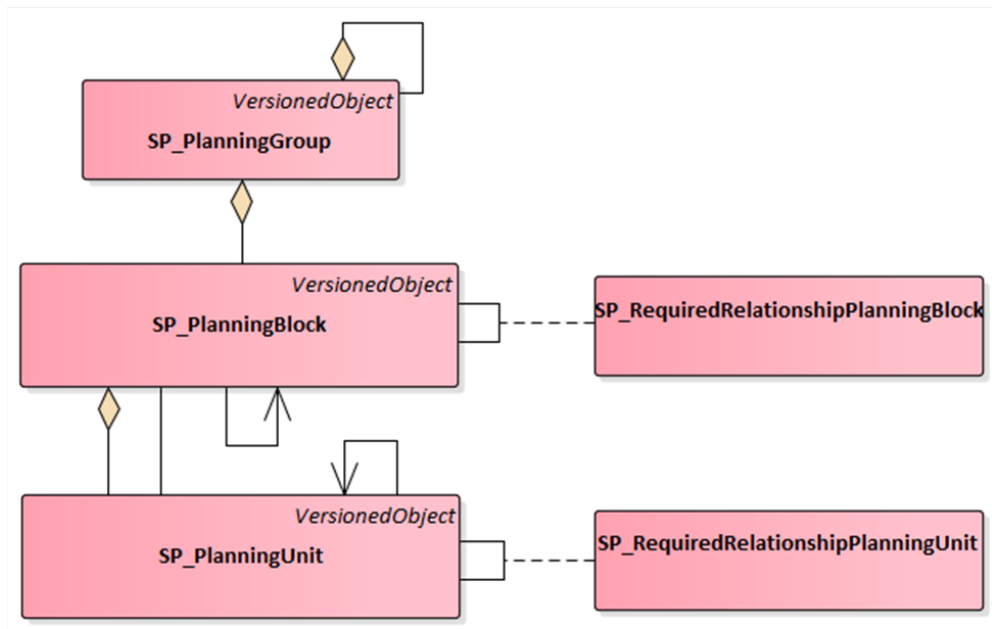 VersionedObject
SP_PlanningGroup
VersionedObject
SP_PlanningBlock
SP_RequiredRelationshipPlanningBlock
VersionedObject
SP_PlanningUnit
SP_RequiredRelationshipPlanningUnit